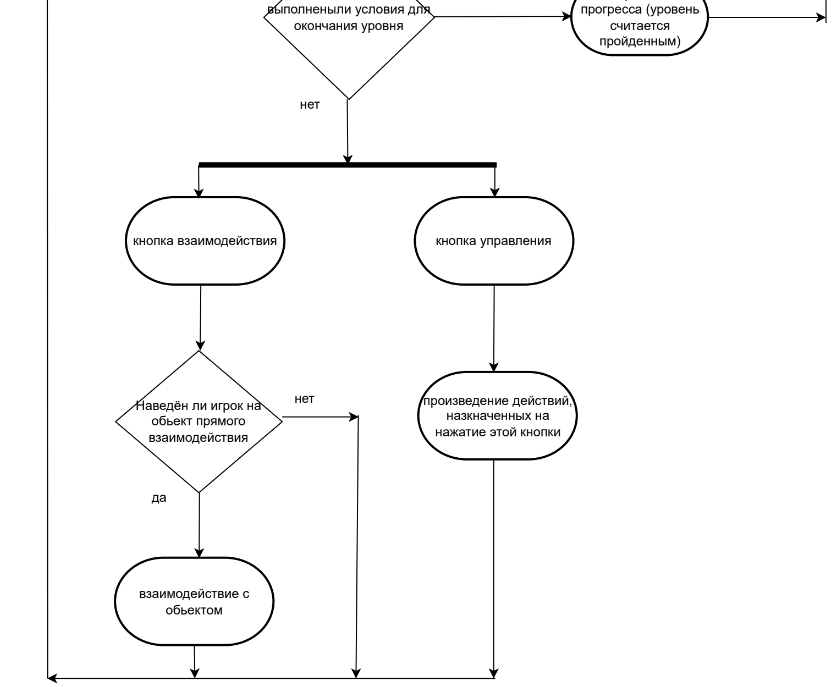 выполненыли условия для
окончания уровня
прогресса (уровень
считается
пройденным)
нет
кнопка взаимодействия
кнопка управления
Наведён ли игрок на
обьект прямого
взаимодействия
нет
произведение действий,
назкначенных на
нажатие этой кнопки
да
взаимодействие с
обьектом